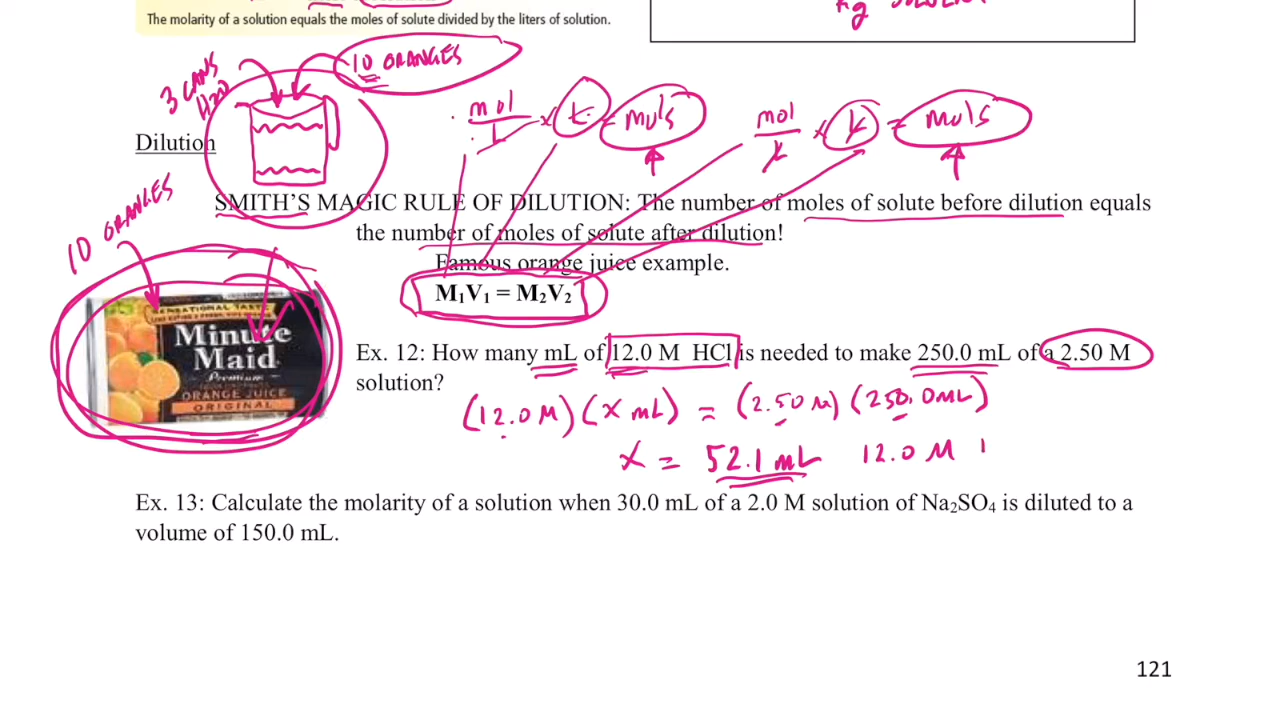 kg
The molarity of a solution equals the moles of solute divided by the liters of solution.
3 CANS
H2O
10 ORANGES
mol/L x L = mols
mol/L x L = mols
Dilution
10 ORANGES
SMITH'S MAGIC RULE OF DILUTION: The number of moles of solute before dilution equals
the number of moles of solute after dilution!
Famous orange juice example.
M₁V₁ = M₂V₂
SENSATIONAL TASTE
Minute
Maid
Premium
ORANGE JUICE
ORIGINAL
Ex. 12: How many mL of 12.0 M HCl is needed to make 250.0 mL of a 2.50 M
solution?
(12.0 M)(x mL) = (2.50 M)(250.0 mL)
x = 52.1 mL 12.0 M
Ex. 13: Calculate the molarity of a solution when 30.0 mL of a 2.0 M solution of Na₂SO₄ is diluted to a
volume of 150.0 mL.
121